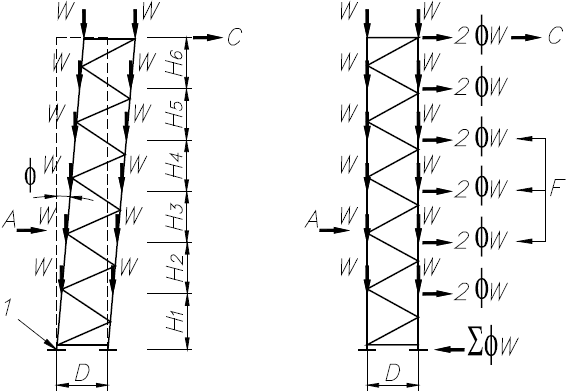 W W W W
C 2 ϕW C
H6
W W W W 2 ϕW
H5
W W W W 2 ϕW
H4
ϕ W W W W 2 ϕW F
H3
A W W A W W 2 ϕW
H2
W W W W 2 ϕW
1 H1
ΣϕW
D D